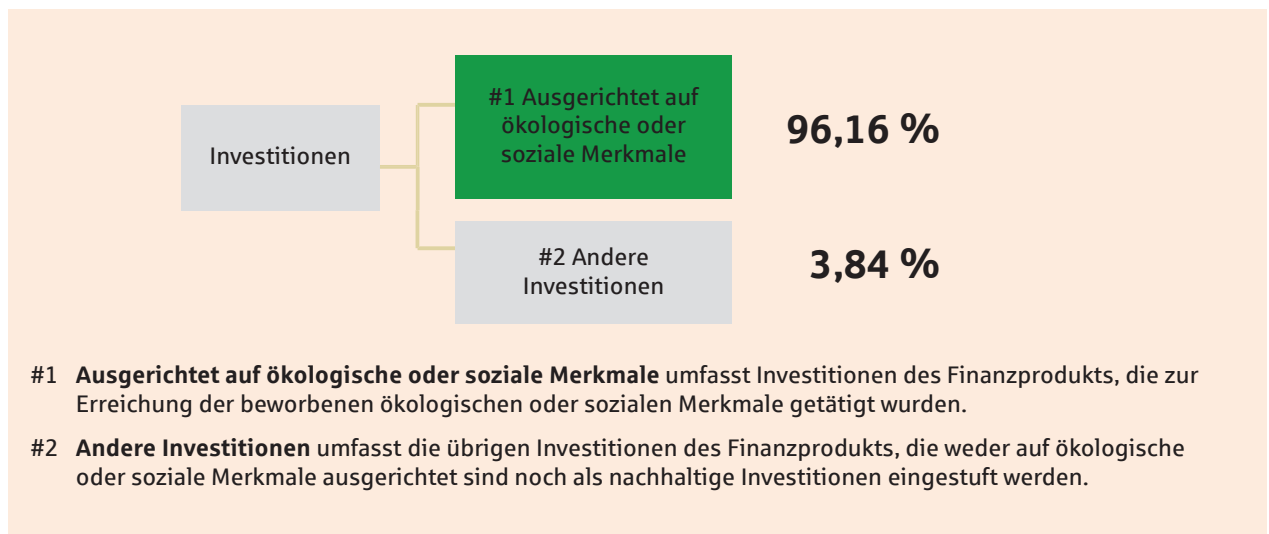 #1 Ausgerichtet auf
ökologische oder
soziale Merkmale
96,16 %
Investitionen
#2 Andere
Investitionen
3,84 %
#1 Ausgerichtet auf ökologische oder soziale Merkmale umfasst Investitionen des Finanzprodukts, die zur
Erreichung der beworbenen ökologischen oder sozialen Merkmale getätigt wurden.
#2 Andere Investitionen umfasst die übrigen Investitionen des Finanzprodukts, die weder auf ökologische
oder soziale Merkmale ausgerichtet sind noch als nachhaltige Investitionen eingestuft werden.